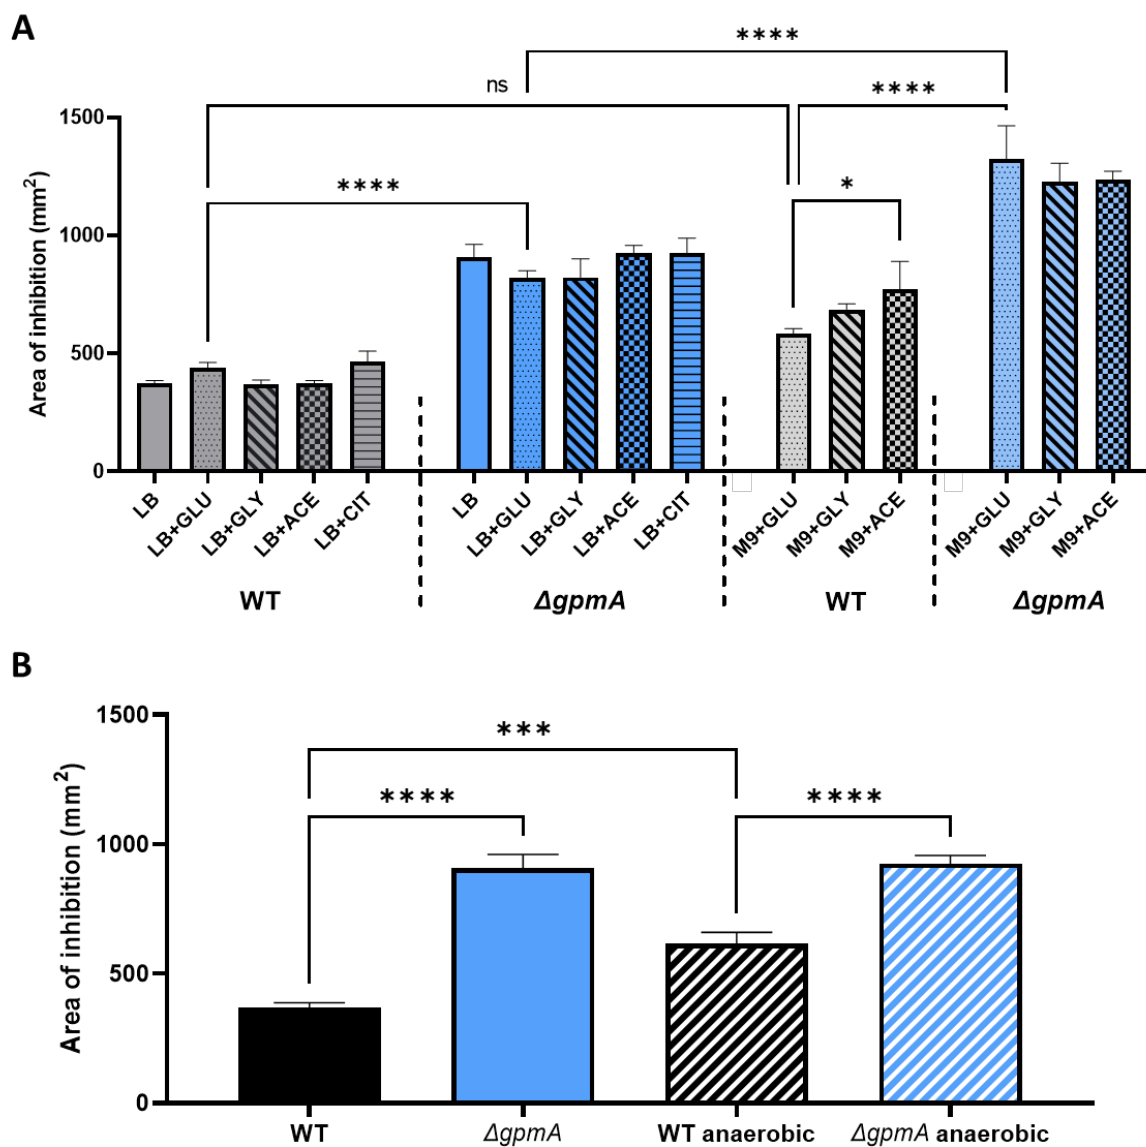 A
****
ns
****
****
*
1500
1000
500
0
Area of inhibition (mm²)
LB
LB+GLU
LB+GLY
LB+ACE
LB+CIT
LB
LB+GLU
LB+GLY
LB+ACE
LB+CIT
M9+GLU
M9+GLY
M9+ACE
M9+GLU
M9+GLY
M9+ACE
WT
ΔgpmA
WT
ΔgpmA
B
***
****
****
1500
1000
500
0
Area of inhibition (mm²)
WT
ΔgpmA
WT anaerobic
ΔgpmA anaerobic